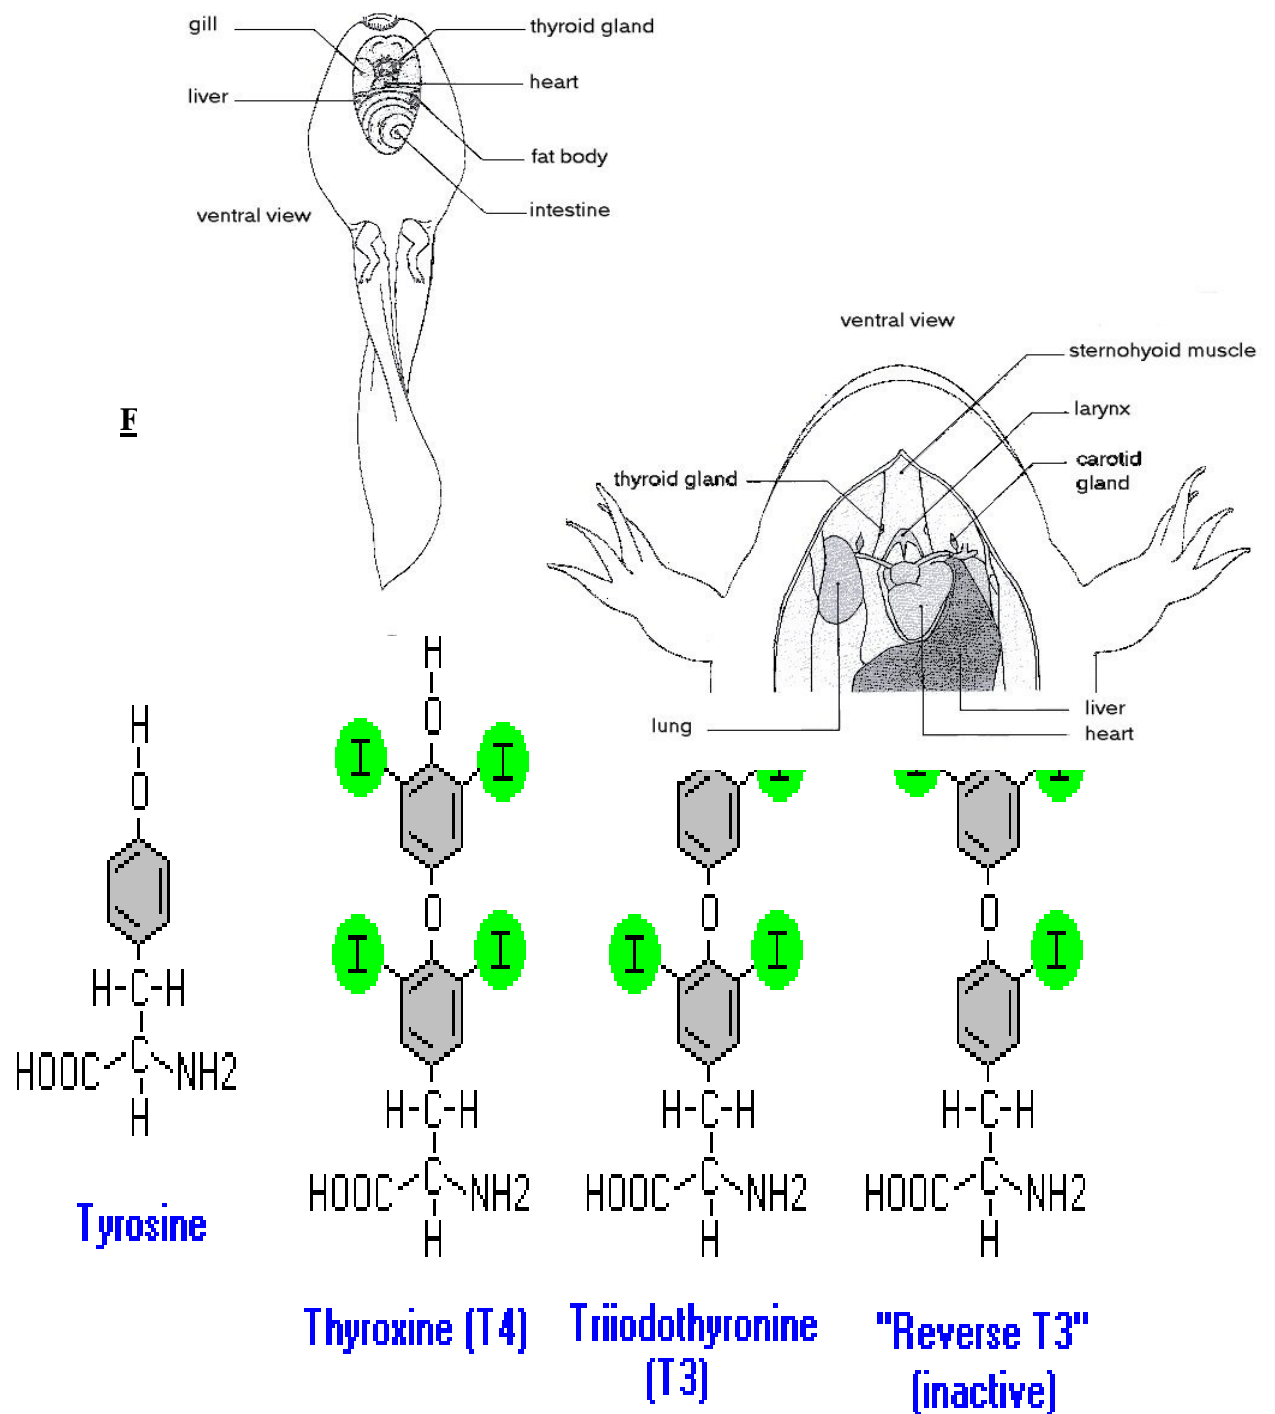 gill
thyroid gland
heart
liver
fat body
intestine
ventral view
F
ventral view
sternohyoid muscle
larynx
carotid
gland
thyroid gland
lung
liver
heart
H
O
H-C-H
HOOC C NH2
H
Tyrosine
H
O
I I
O
I I
H-C-H
HOOC C NH2
H
Thyroxine (T4)
I
O
I I
H-C-H
HOOC C NH2
H
Triiodothyronine
(T3)
I I
O
I
H-C-H
HOOC C NH2
H
"Reverse T3"
(inactive)